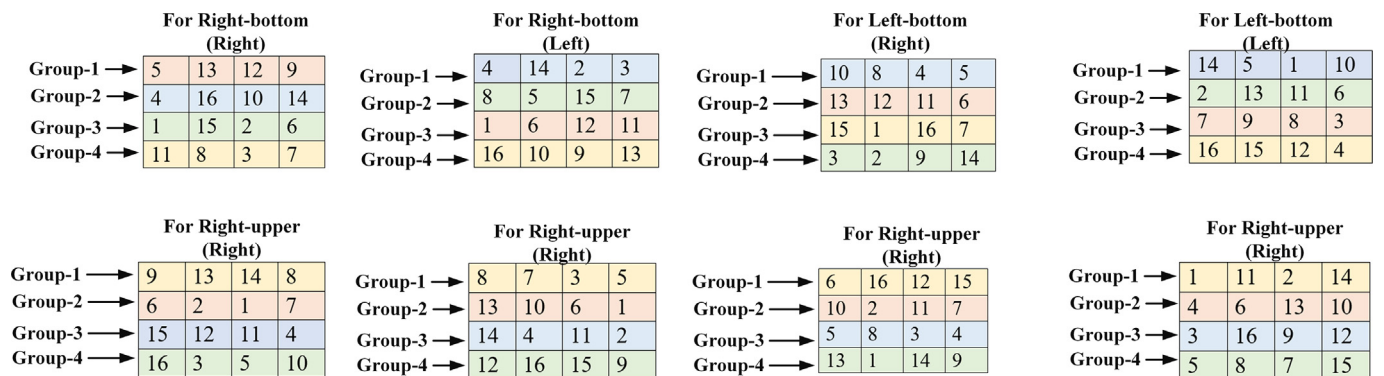 For Right-bottom
(Right)
Group-1 5 13 12 9
Group-2 4 16 10 14
Group-3 1 15 2 6
Group-4 11 8 3 7
For Right-bottom
(Left)
Group-1 4 14 2 3
Group-2 8 5 15 7
Group-3 1 6 12 11
Group-4 16 10 9 13
For Left-bottom
(Right)
Group-1 10 8 4 5
Group-2 13 12 11 6
Group-3 15 1 16 7
Group-4 3 2 9 14
For Left-bottom
(Left)
Group-1 14 5 1 10
Group-2 2 13 11 6
Group-3 7 9 8 3
Group-4 16 15 12 4
For Right-upper
(Right)
Group-1 9 13 14 8
Group-2 6 2 1 7
Group-3 15 12 11 4
Group-4 16 3 5 10
For Right-upper
(Right)
Group-1 8 7 3 5
Group-2 13 10 6 1
Group-3 14 4 11 2
Group-4 12 16 15 9
For Right-upper
(Right)
Group-1 6 16 12 15
Group-2 10 2 11 7
Group-3 5 8 3 4
Group-4 13 1 14 9
For Right-upper
(Right)
Group-1 1 11 2 14
Group-2 4 6 13 10
Group-3 3 16 9 12
Group-4 5 8 7 15